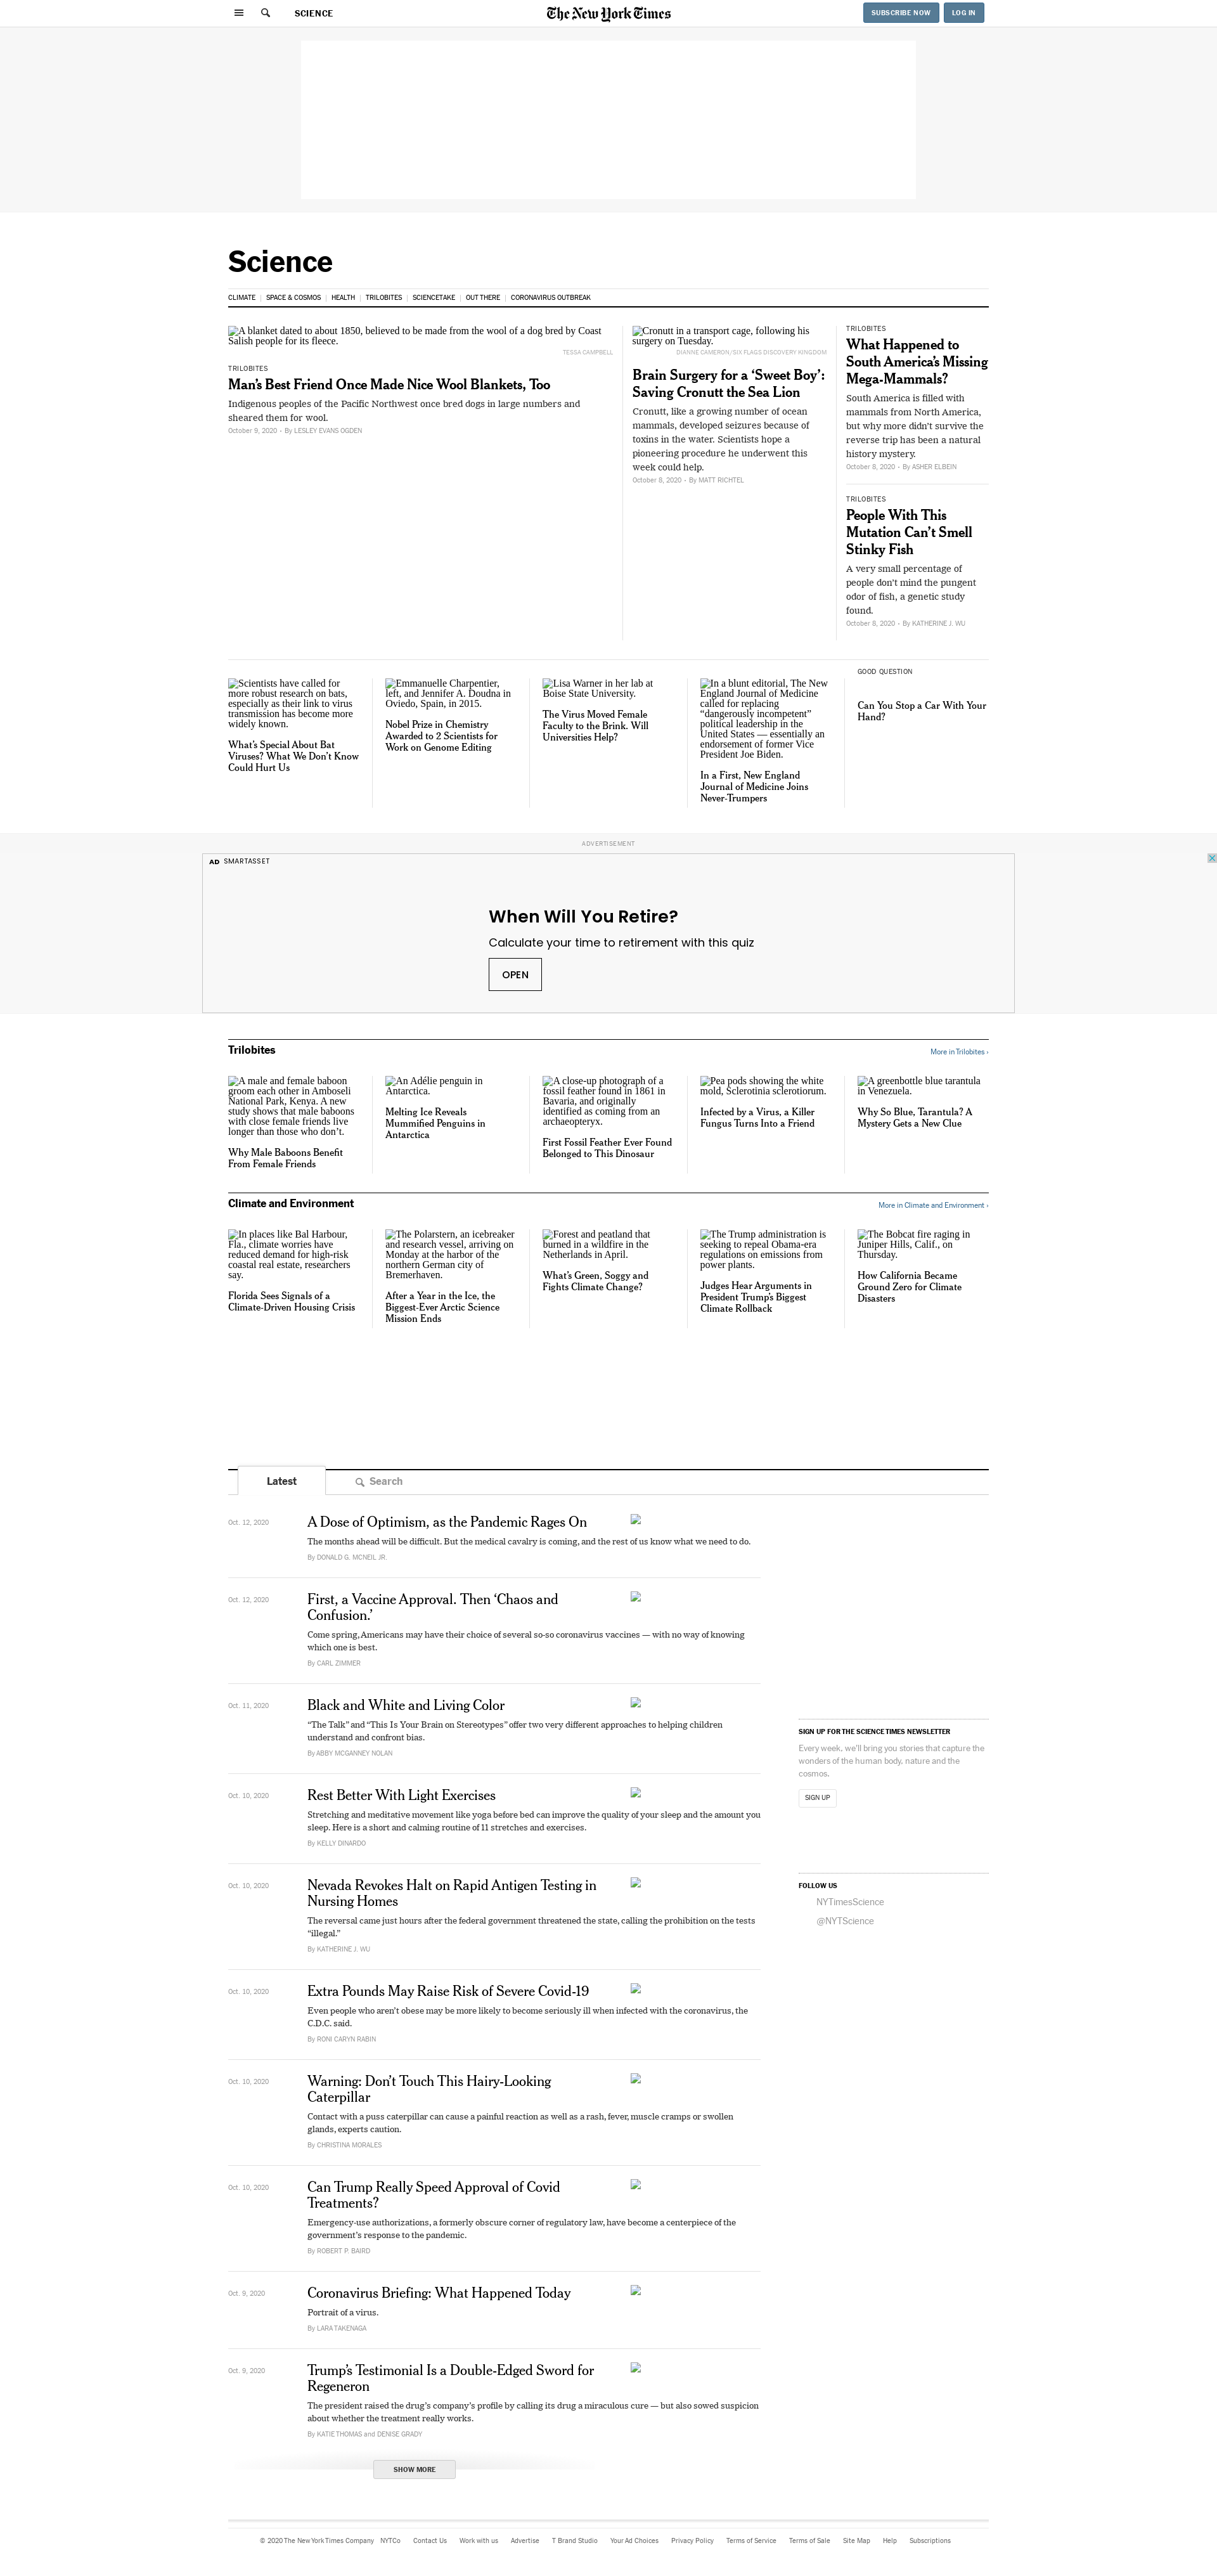 SCIENCE
The New York Times
SUBSCRIBE NOW
LOG IN
Science
CLIMATE
SPACE & COSMOS
HEALTH
TRILOBITES
SCIENCETAKE
OUT THERE
CORONAVIRUS OUTBREAK
A blanket dated to about 1850, believed to be made from the wool of a dog bred by Coast
Salish people for its fleece.
TESSA CAMPBELL
TRILOBITES
Man’s Best Friend Once Made Nice Wool Blankets, Too
Indigenous peoples of the Pacific Northwest once bred dogs in large numbers and
sheared them for wool.
October 9, 2020 • By LESLEY EVANS OGDEN
Cronutt in a transport cage, following his
surgery on Tuesday.
DIANNE CAMERON/SIX FLAGS DISCOVERY KINGDOM
Brain Surgery for a ‘Sweet Boy’:
Saving Cronutt the Sea Lion
Cronutt, like a growing number of ocean
mammals, developed seizures because of
toxins in the water. Scientists hope a
pioneering procedure he underwent this
week could help.
October 8, 2020 • By MATT RICHTEL
TRILOBITES
What Happened to
South America’s Missing
Mega-Mammals?
South America is filled with
mammals from North America,
but why more didn’t survive the
reverse trip has been a natural
history mystery.
October 8, 2020 • By ASHER ELBEIN
TRILOBITES
People With This
Mutation Can’t Smell
Stinky Fish
A very small percentage of
people don’t mind the pungent
odor of fish, a genetic study
found.
October 8, 2020 • By KATHERINE J. WU
Scientists have called for
more robust research on bats,
especially as their link to virus
transmission has become more
widely known.
What’s Special About Bat
Viruses? What We Don’t Know
Could Hurt Us
Emmanuelle Charpentier,
left, and Jennifer A. Doudna in
Oviedo, Spain, in 2015.
Nobel Prize in Chemistry
Awarded to 2 Scientists for
Work on Genome Editing
Lisa Warner in her lab at
Boise State University.
The Virus Moved Female
Faculty to the Brink. Will
Universities Help?
In a blunt editorial, The New
England Journal of Medicine
called for replacing
“dangerously incompetent”
political leadership in the
United States — essentially an
endorsement of former Vice
President Joe Biden.
In a First, New England
Journal of Medicine Joins
Never-Trumpers
GOOD QUESTION
Can You Stop a Car With Your
Hand?
ADVERTISEMENT
AD SMARTASSET
When Will You Retire?
Calculate your time to retirement with this quiz
OPEN
Trilobites
More in Trilobites ›
A male and female baboon
groom each other in Amboseli
National Park, Kenya. A new
study shows that male baboons
with close female friends live
longer than those who don’t.
Why Male Baboons Benefit
From Female Friends
An Adélie penguin in
Antarctica.
Melting Ice Reveals
Mummified Penguins in
Antarctica
A close-up photograph of a
fossil feather found in 1861 in
Bavaria, and originally
identified as coming from an
archaeopteryx.
First Fossil Feather Ever Found
Belonged to This Dinosaur
Pea pods showing the white
mold, Sclerotinia sclerotiorum.
Infected by a Virus, a Killer
Fungus Turns Into a Friend
A greenbottle blue tarantula
in Venezuela.
Why So Blue, Tarantula? A
Mystery Gets a New Clue
Climate and Environment
More in Climate and Environment ›
In places like Bal Harbour,
Fla., climate worries have
reduced demand for high-risk
coastal real estate, researchers
say.
Florida Sees Signals of a
Climate-Driven Housing Crisis
The Polarstern, an icebreaker
and research vessel, arriving on
Monday at the harbor of the
northern German city of
Bremerhaven.
After a Year in the Ice, the
Biggest-Ever Arctic Science
Mission Ends
Forest and peatland that
burned in a wildfire in the
Netherlands in April.
What’s Green, Soggy and
Fights Climate Change?
The Trump administration is
seeking to repeal Obama-era
regulations on emissions from
power plants.
Judges Hear Arguments in
President Trump’s Biggest
Climate Rollback
The Bobcat fire raging in
Juniper Hills, Calif., on
Thursday.
How California Became
Ground Zero for Climate
Disasters
Latest
Search
Oct. 12, 2020
A Dose of Optimism, as the Pandemic Rages On
The months ahead will be difficult. But the medical cavalry is coming, and the rest of us know what we need to do.
By DONALD G. MCNEIL JR.
Oct. 12, 2020
First, a Vaccine Approval. Then ‘Chaos and
Confusion.’
Come spring, Americans may have their choice of several so-so coronavirus vaccines — with no way of knowing
which one is best.
By CARL ZIMMER
Oct. 11, 2020
Black and White and Living Color
“The Talk” and “This Is Your Brain on Stereotypes” offer two very different approaches to helping children
understand and confront bias.
By ABBY MCGANNEY NOLAN
Oct. 10, 2020
Rest Better With Light Exercises
Stretching and meditative movement like yoga before bed can improve the quality of your sleep and the amount you
sleep. Here is a short and calming routine of 11 stretches and exercises.
By KELLY DINARDO
Oct. 10, 2020
Nevada Revokes Halt on Rapid Antigen Testing in
Nursing Homes
The reversal came just hours after the federal government threatened the state, calling the prohibition on the tests
“illegal.”
By KATHERINE J. WU
Oct. 10, 2020
Extra Pounds May Raise Risk of Severe Covid-19
Even people who aren’t obese may be more likely to become seriously ill when infected with the coronavirus, the
C.D.C. said.
By RONI CARYN RABIN
Oct. 10, 2020
Warning: Don’t Touch This Hairy-Looking
Caterpillar
Contact with a puss caterpillar can cause a painful reaction as well as a rash, fever, muscle cramps or swollen
glands, experts caution.
By CHRISTINA MORALES
Oct. 10, 2020
Can Trump Really Speed Approval of Covid
Treatments?
Emergency-use authorizations, a formerly obscure corner of regulatory law, have become a centerpiece of the
government’s response to the pandemic.
By ROBERT P. BAIRD
Oct. 9, 2020
Coronavirus Briefing: What Happened Today
Portrait of a virus.
By LARA TAKENAGA
Oct. 9, 2020
Trump’s Testimonial Is a Double-Edged Sword for
Regeneron
The president raised the drug’s company’s profile by calling its drug a miraculous cure — but also sowed suspicion
about whether the treatment really works.
By KATIE THOMAS and DENISE GRADY
SHOW MORE
SIGN UP FOR THE SCIENCE TIMES NEWSLETTER
Every week, we’ll bring you stories that capture the
wonders of the human body, nature and the
cosmos.
SIGN UP
FOLLOW US
NYTimesScience
@NYTScience
© 2020 The New York Times Company
NYTCo
Contact Us
Work with us
Advertise
T Brand Studio
Your Ad Choices
Privacy Policy
Terms of Service
Terms of Sale
Site Map
Help
Subscriptions